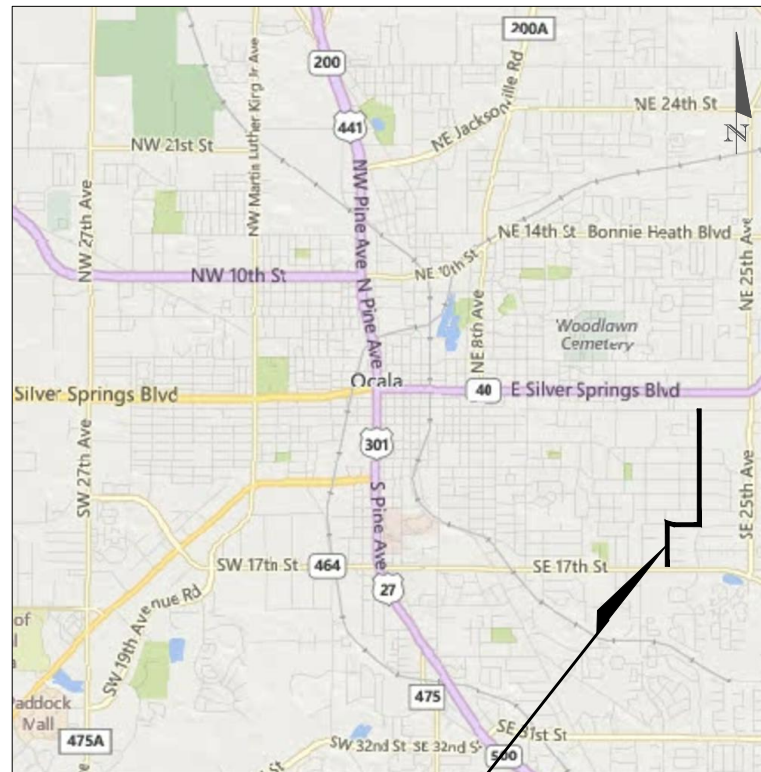 200
200A
NE 24th St
441
NE Jacksonville Rd
N
NW 21st St
NW Martin Luther King Jr Ave
NW 27th Ave
NW Pine Ave
NE 14th St Bonnie Heath Blvd
NE 25th Ave
NW 10th St
NE 10th St
N Pine Ave
NE 8th Ave
Woodlawn
Cemetery
Ocala
Silver Springs Blvd
40
E Silver Springs Blvd
301
SW 27th Ave
S Pine Ave
SE 25th Ave
SW 17th St
464
SE 17th St
27
SW 19th Avenue Rd
of
475
Mall
475A
SW 32nd St
SE 32nd St
SE 31st St
500
St